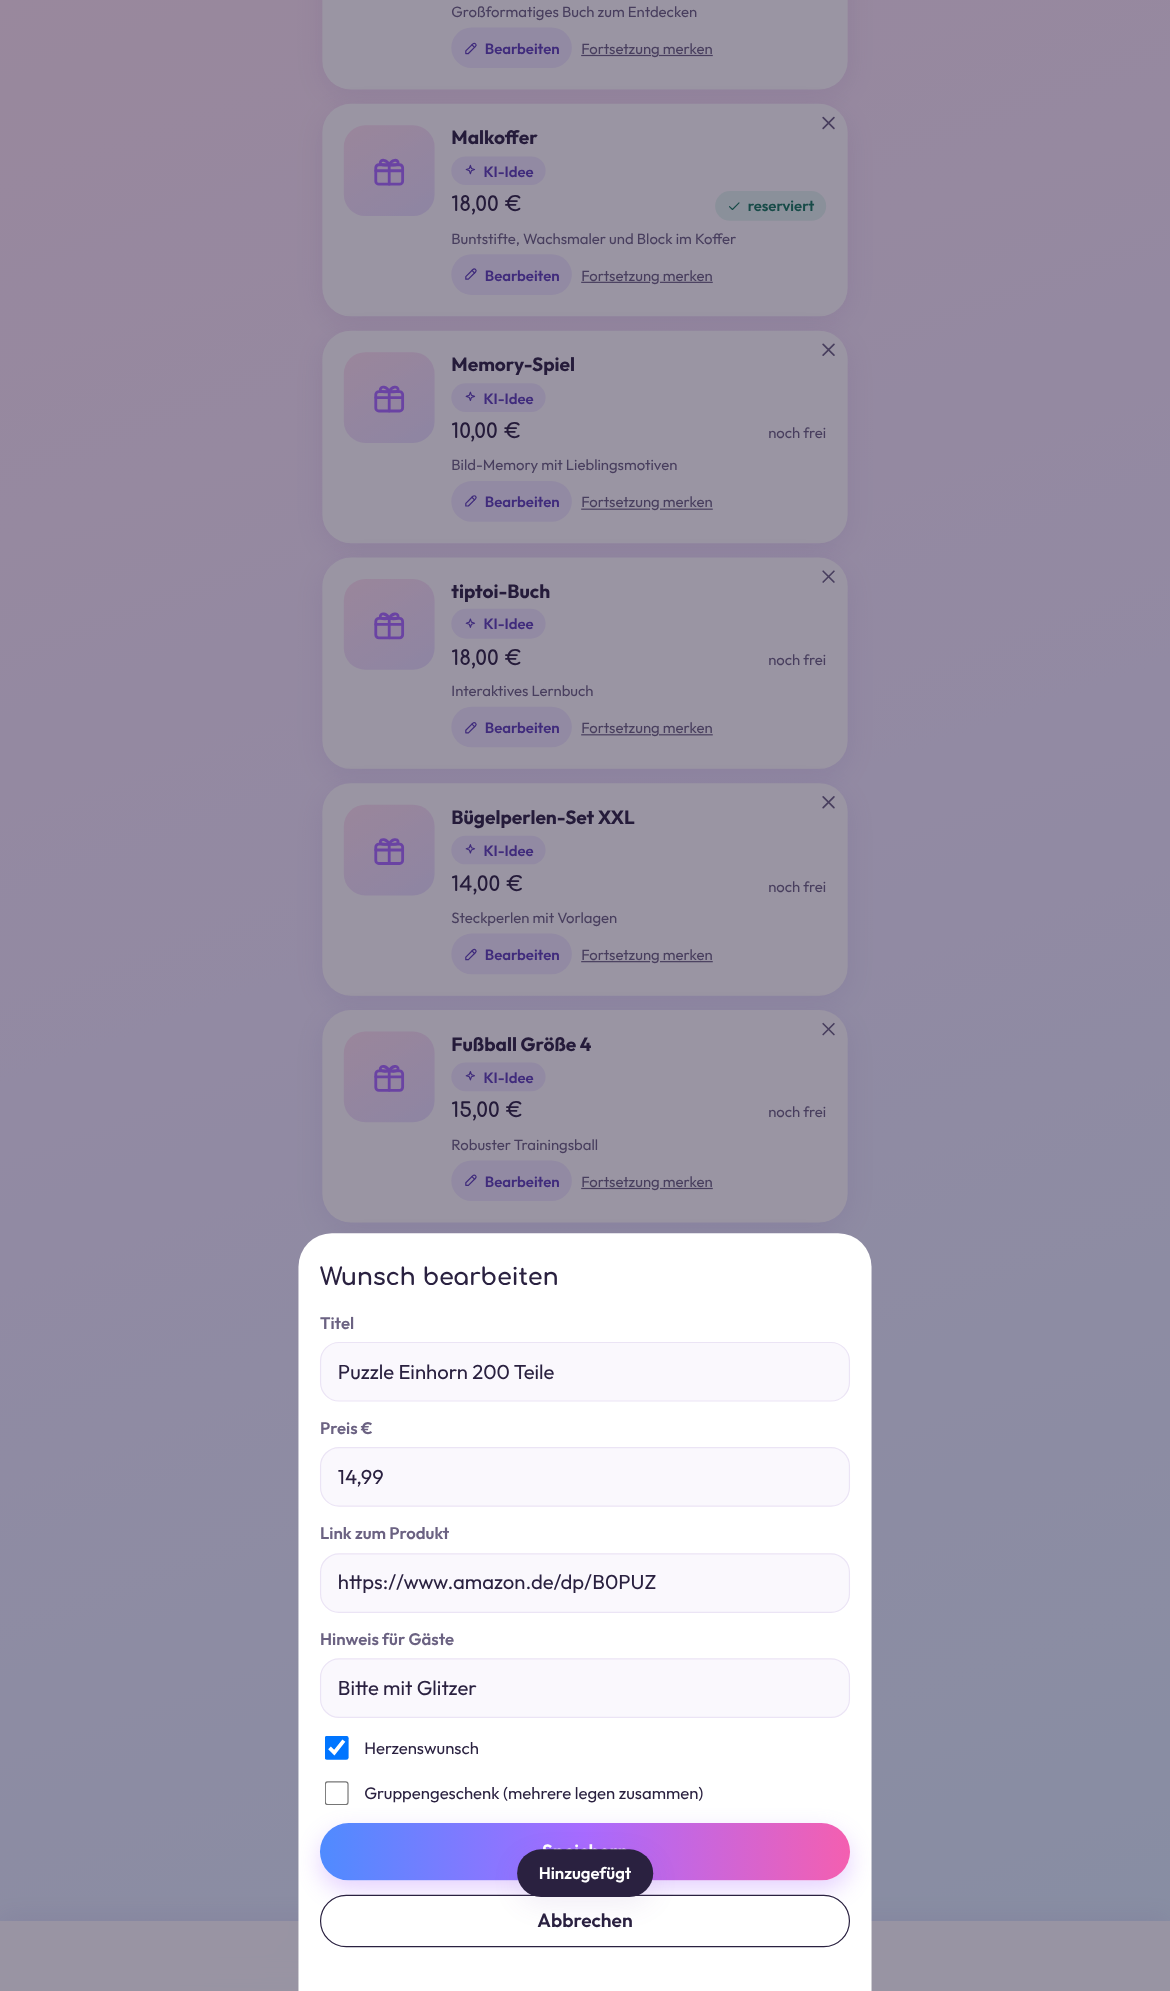 Großformatiges Buch zum Entdecken
Bearbeiten Fortsetzung merken
Malkoffer
KI-Idee
18,00 € reserviert
Buntstifte, Wachsmaler und Block im Koffer
Bearbeiten Fortsetzung merken
Memory-Spiel
KI-Idee
10,00 € noch frei
Bild-Memory mit Lieblingsmotiven
Bearbeiten Fortsetzung merken
tiptoi-Buch
KI-Idee
18,00 € noch frei
Interaktives Lernbuch
Bearbeiten Fortsetzung merken
Bügelperlen-Set XXL
KI-Idee
14,00 € noch frei
Steckperlen mit Vorlagen
Bearbeiten Fortsetzung merken
Fußball Größe 4
KI-Idee
15,00 € noch frei
Robuster Trainingsball
Bearbeiten Fortsetzung merken
Wunsch bearbeiten
Titel
Puzzle Einhorn 200 Teile
Preis €
14,99
Link zum Produkt
https://www.amazon.de/dp/B0PUZ
Hinweis für Gäste
Bitte mit Glitzer
Herzenswunsch
Gruppengeschenk (mehrere legen zusammen)
Hinzugefügt
Abbrechen